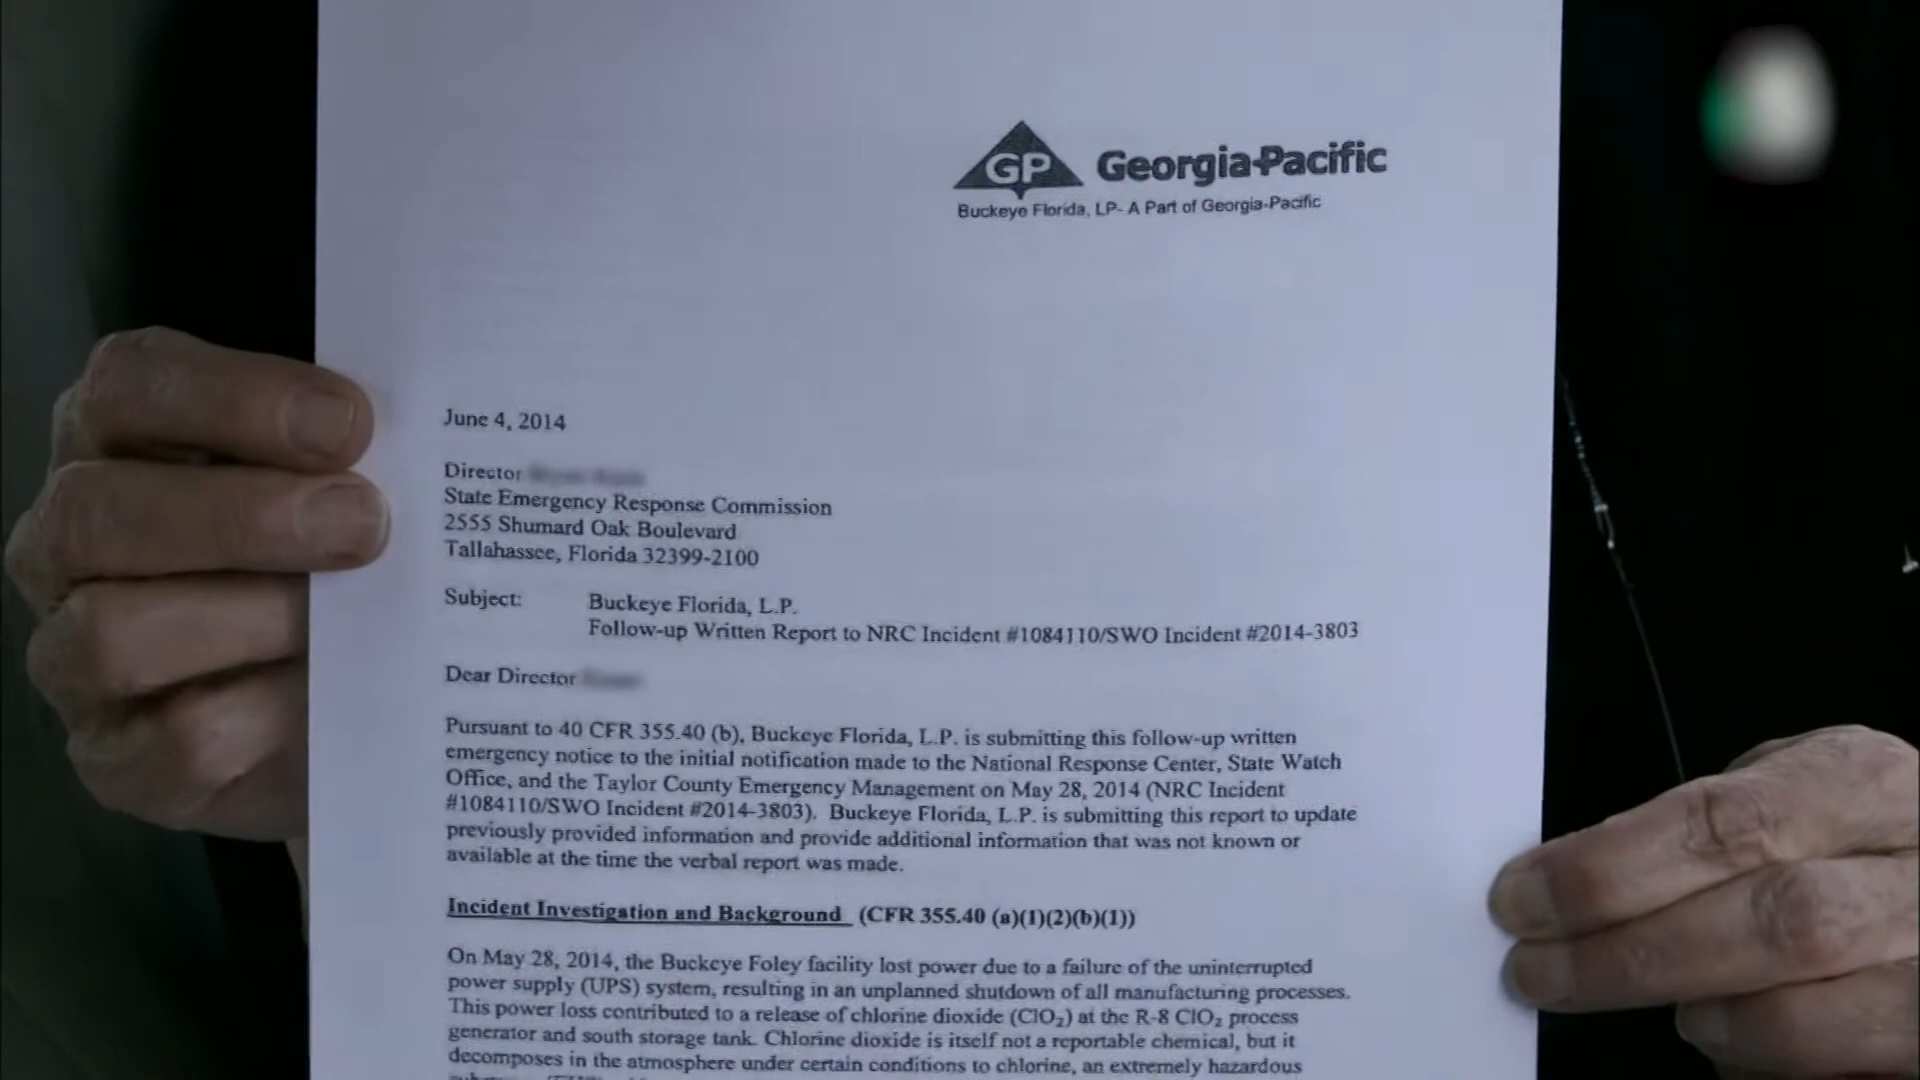 GP Georgia-Pacific
Buckeye Florida, LP- A Part of Georgia-Pacific
June 4, 2014
Director
State Emergency Response Commission
2555 Shumard Oak Boulevard
Tallahassee, Florida 32399-2100
Subject: Buckeye Florida, L.P.
Follow-up Written Report to NRC Incident #1084110/SWO Incident #2014-3803
Dear Director
Pursuant to 40 CFR 355.40 (b), Buckeye Florida, L.P. is submitting this follow-up written
emergency notice to the initial notification made to the National Response Center, State Watch
Office, and the Taylor County Emergency Management on May 28, 2014 (NRC Incident
#1084110/SWO Incident #2014-3803). Buckeye Florida, L.P. is submitting this report to update
previously provided information and provide additional information that was not known or
available at the time the verbal report was made.
Incident Investigation and Background (CFR 355.40 (a)(1)(2)(b)(1))
On May 28, 2014, the Buckeye Foley facility lost power due to a failure of the uninterrupted
power supply (UPS) system, resulting in an unplanned shutdown of all manufacturing processes.
This power loss contributed to a release of chlorine dioxide (ClO₂) at the R-8 ClO₂ process
generator and south storage tank. Chlorine dioxide is itself not a reportable chemical, but it
decomposes in the atmosphere under certain conditions to chlorine, an extremely hazardous